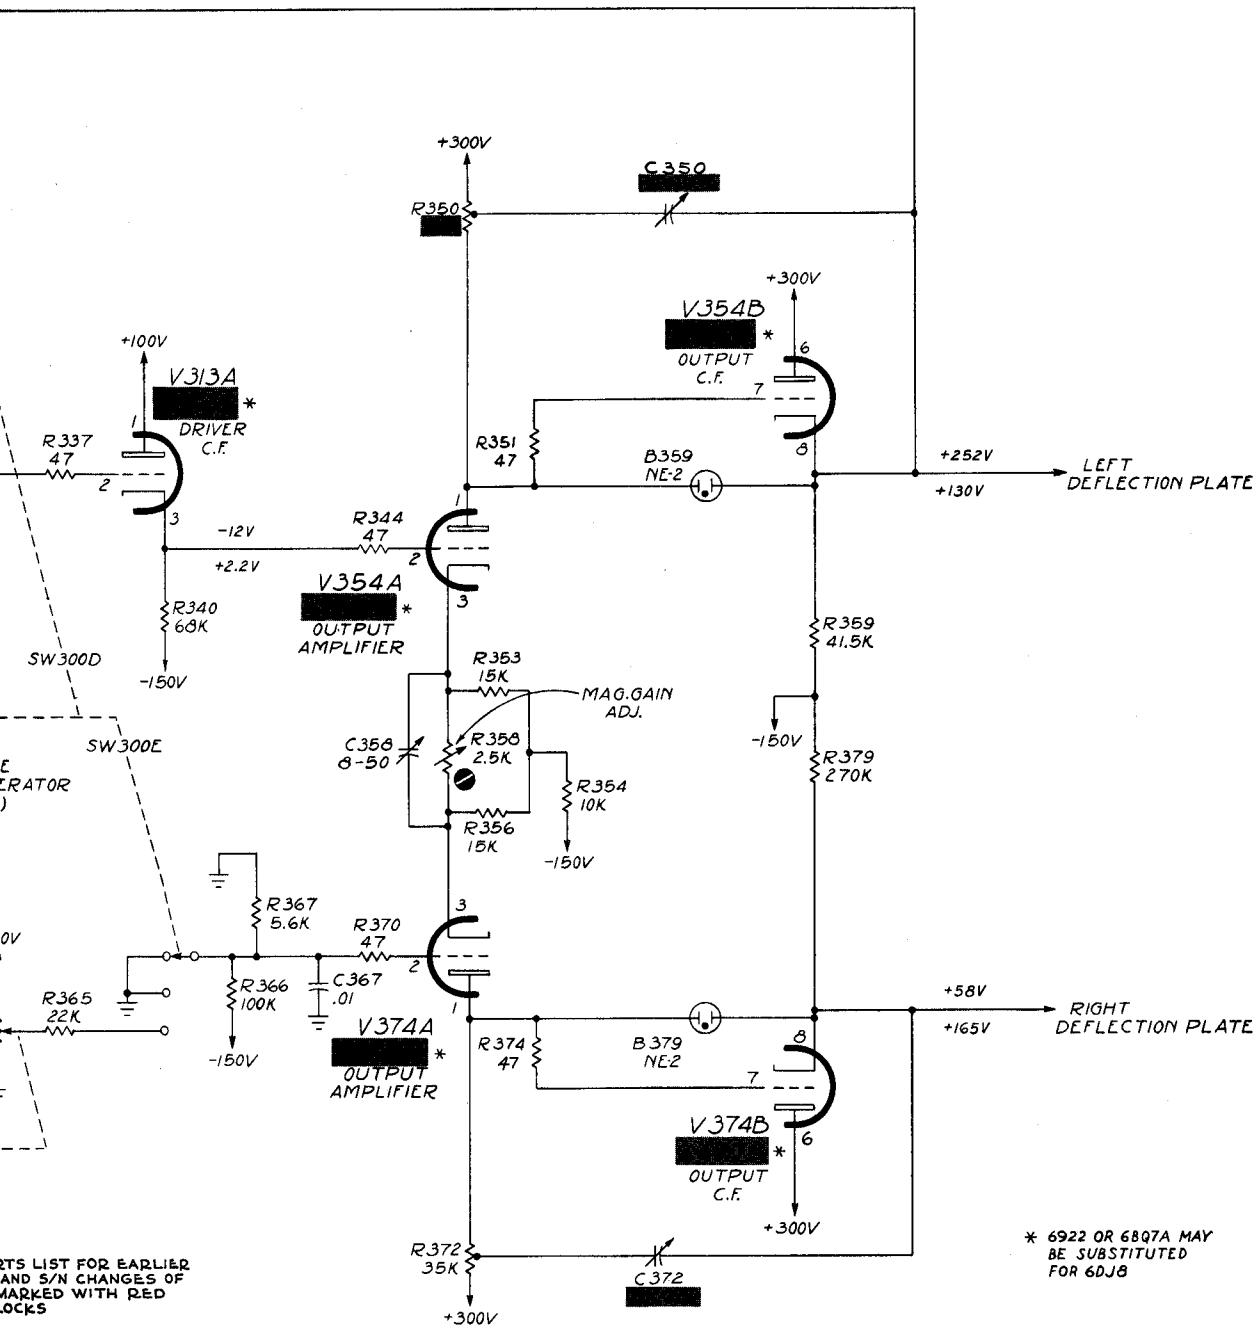 +300V
C350
R350
+300V
V354B
*
6
OUTPUT
C.F.
7
+100V
V313A
*
1
DRIVER
C.F.
R337
47
2
3
R351
47
8
B359
NE-2
+252V
+130V
LEFT
DEFLECTION PLATE
1
-12V
+2.2V
R344
47
2
V354A
*
3
OUTPUT
AMPLIFIER
R340
68K
-150V
SW300D
R359
41.5K
R353
15K
MAG.GAIN
ADJ.
SW300E
C358
8-50
R358
2.5K
-150V
R379
270K
E
ERATOR
)
R354
10K
R356
15K
-150V
R367
5.6K
3
R370
47
2
0V
R366
100K
C367
.01
R365
22K
1
-150V
V374A
*
OUTPUT
AMPLIFIER
+58V
+165V
RIGHT
DEFLECTION PLATE
R374
47
B379
NE-2
8
7
V374B
*
6
OUTPUT
C.F.
+300V
R372
35K
C372
+300V
RTS LIST FOR EARLIER
AND S/N CHANGES OF
MARKED WITH RED
LOCKS
* 6922 OR 6BQ7A MAY
BE SUBSTITUTED
FOR 6DJ8